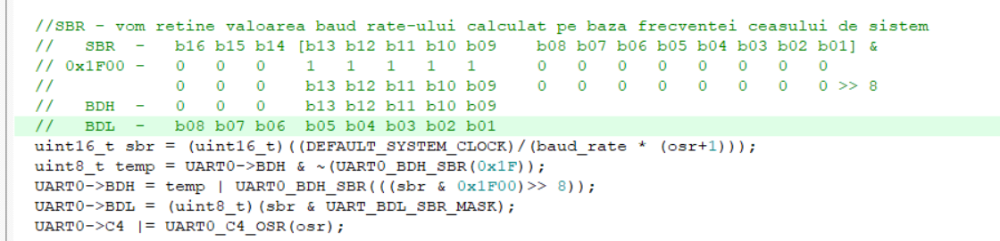 //SBR - vom retine valoarea baud rate-ului calculat pe baza frecventei ceasului de sistem
//   SBR  -   b16 b15 b14 [b13 b12 b11 b10 b09    b08 b07 b06 b05 b04 b03 b02 b01] &
// 0x1F00 -   0   0   0    1   1   1   1   1      0   0   0   0   0   0   0   0
//            0   0   0    b13 b12 b11 b10 b09    0   0   0   0   0   0   0   0 >> 8
//   BDH  -   0   0   0    b13 b12 b11 b10 b09
//   BDL  -   b08 b07 b06  b05 b04 b03 b02 b01
uint16_t sbr = (uint16_t)((DEFAULT_SYSTEM_CLOCK)/(baud_rate * (osr+1)));
uint8_t temp = UART0->BDH & ~(UART0_BDH_SBR(0x1F));
UART0->BDH = temp | UART0_BDH_SBR(((sbr & 0x1F00)>> 8));
UART0->BDL = (uint8_t)(sbr & UART_BDL_SBR_MASK);
UART0->C4 |= UART0_C4_OSR(osr);